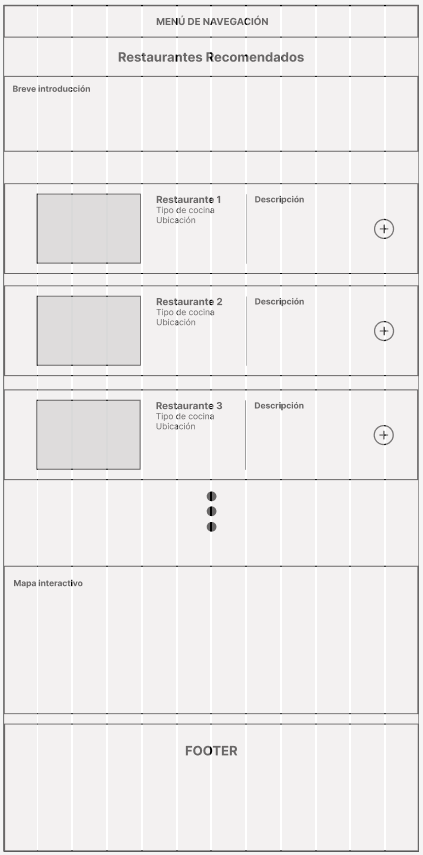 MENÚ DE NAVEGACIÓN
Restaurantes Recomendados
Breve introducción
Restaurante 1
Tipo de cocina
Ubicación
Descripción
Restaurante 2
Tipo de cocina
Ubicación
Descripción
Restaurante 3
Tipo de cocina
Ubicación
Descripción
Mapa interactivo
FOOTER